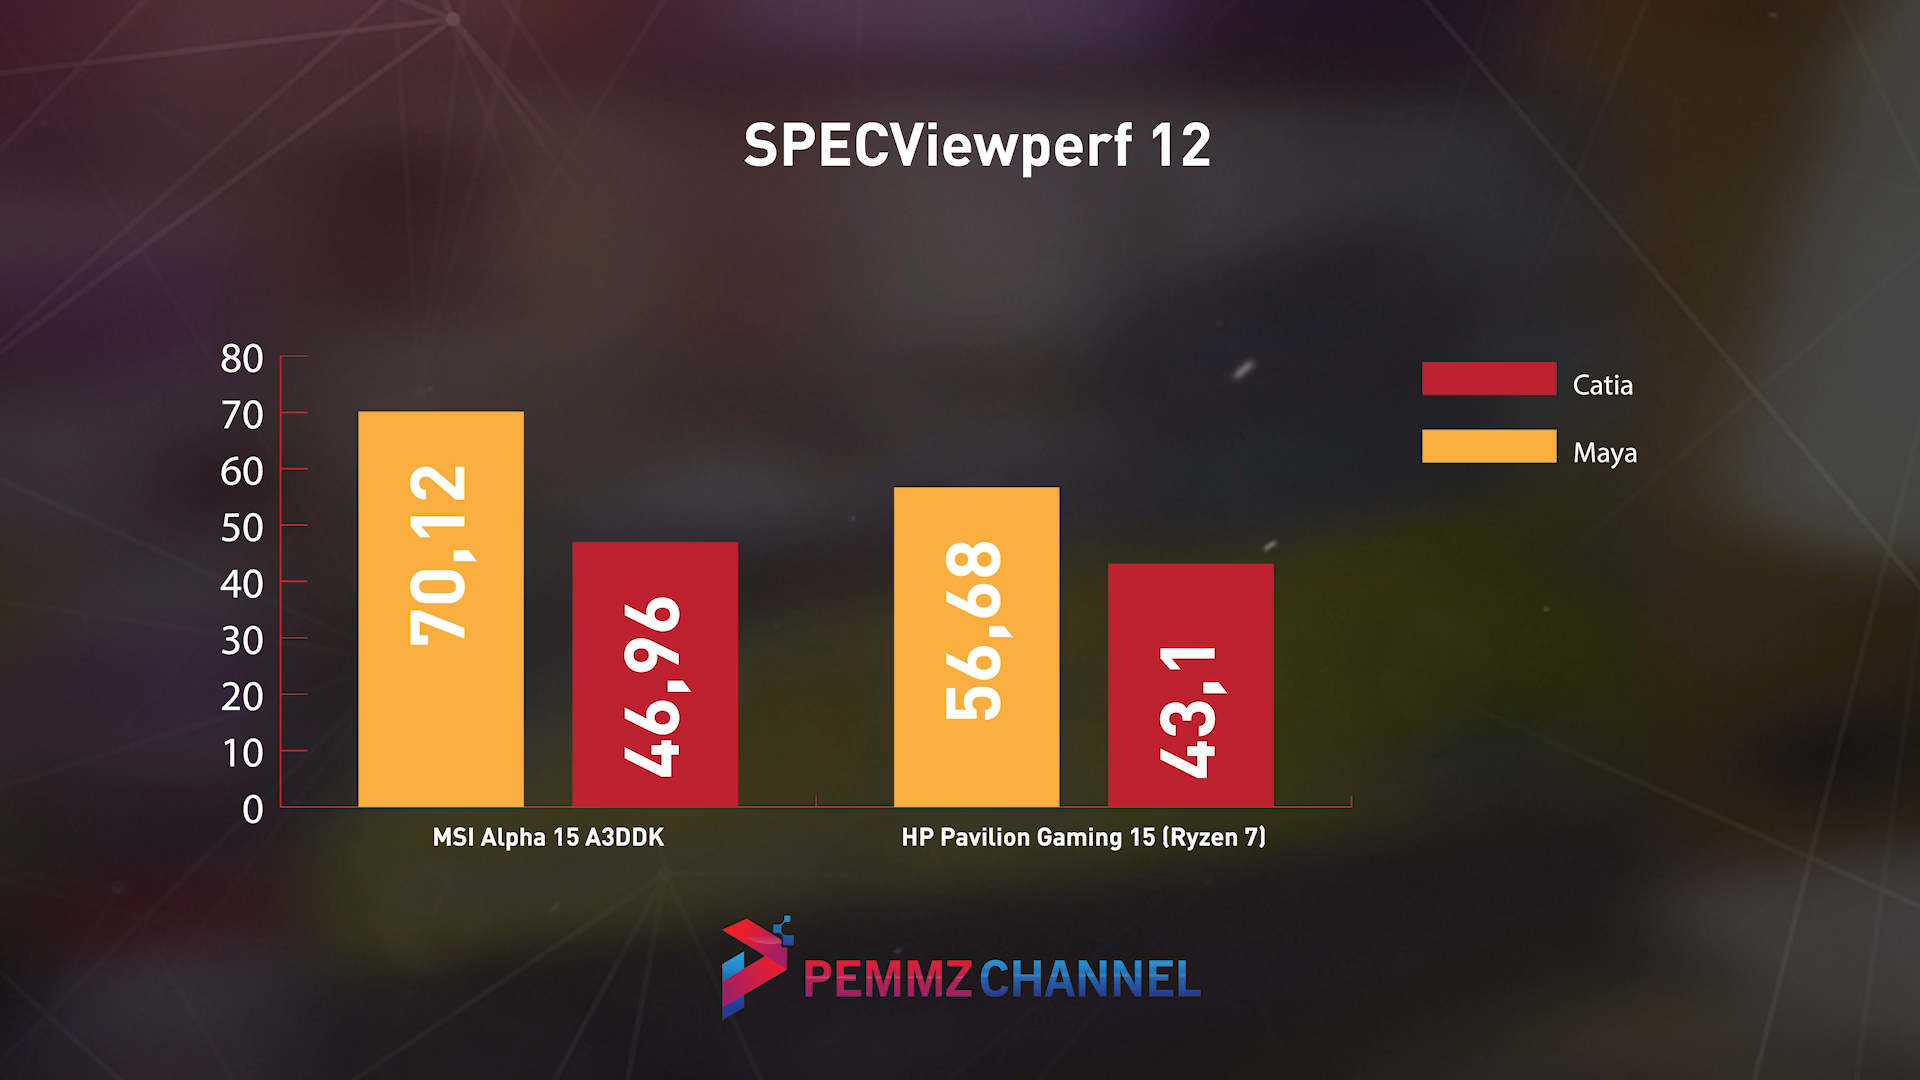 SPECViewperf 12
80
70
60
50
40
30
20
10
0
70,12
46,96
56,68
43,1
MSI Alpha 15 A3DDK
HP Pavilion Gaming 15 (Ryzen 7)
Catia
Maya
PEMMZ CHANNEL